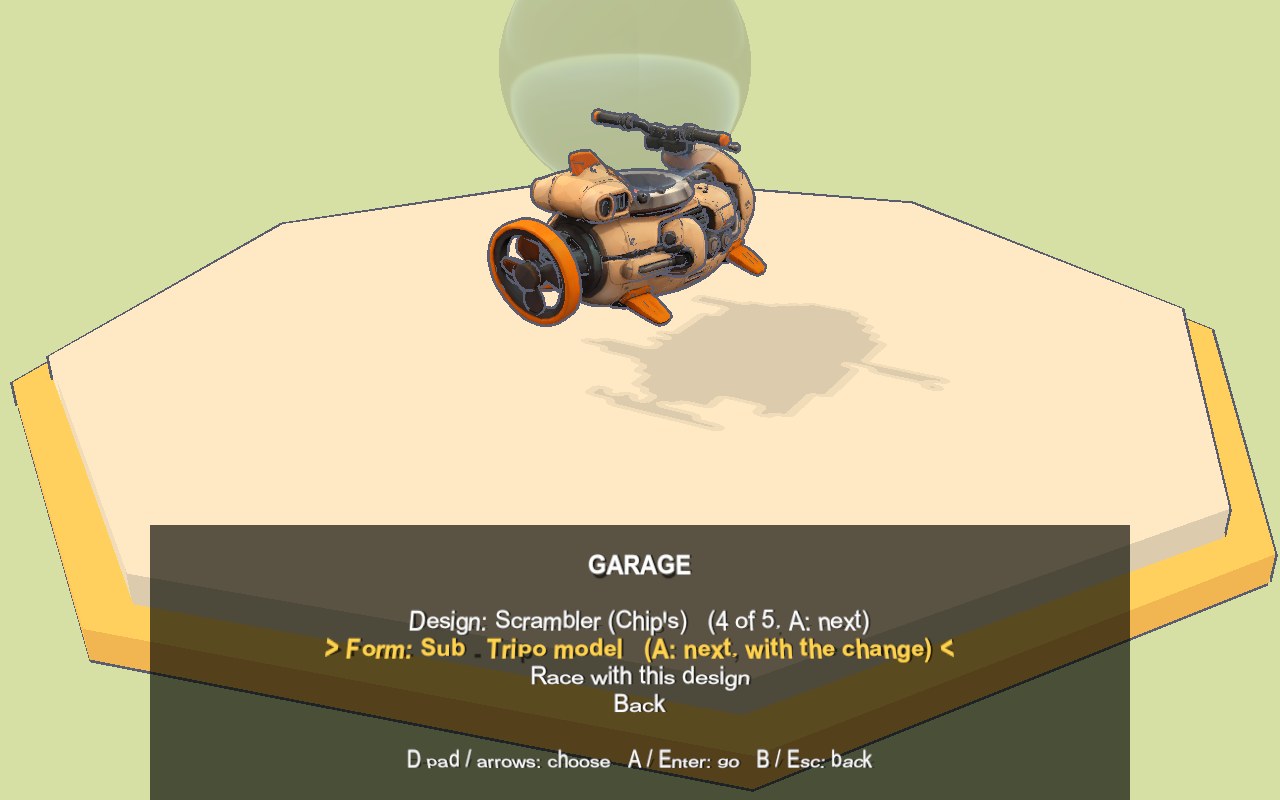 GARAGE
Design: Scrambler (Chip's) (4 of 5. A: next)
> Form: Sub - Tripo model (A: next, with the change) <
Race with this design
Back
D pad / arrows: choose A / Enter: go B / Esc: back